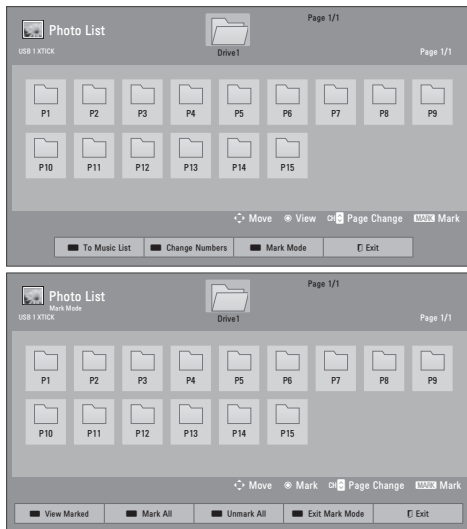 Page 1/1
Photo List
USB 1 XTICK
Drive1
Page 1/1
P1 P2 P3 P4 P5 P6 P7 P8 P9
P10 P11 P12 P13 P14 P15
Move View CH Page Change MARK Mark
To Music List Change Numbers Mark Mode Exit
Page 1/1
Photo List
Mark Mode
USB 1 XTICK
Drive1
Page 1/1
P1 P2 P3 P4 P5 P6 P7 P8 P9
P10 P11 P12 P13 P14 P15
Move Mark CH Page Change MARK Mark
View Marked Mark All Unmark All Exit Mark Mode Exit